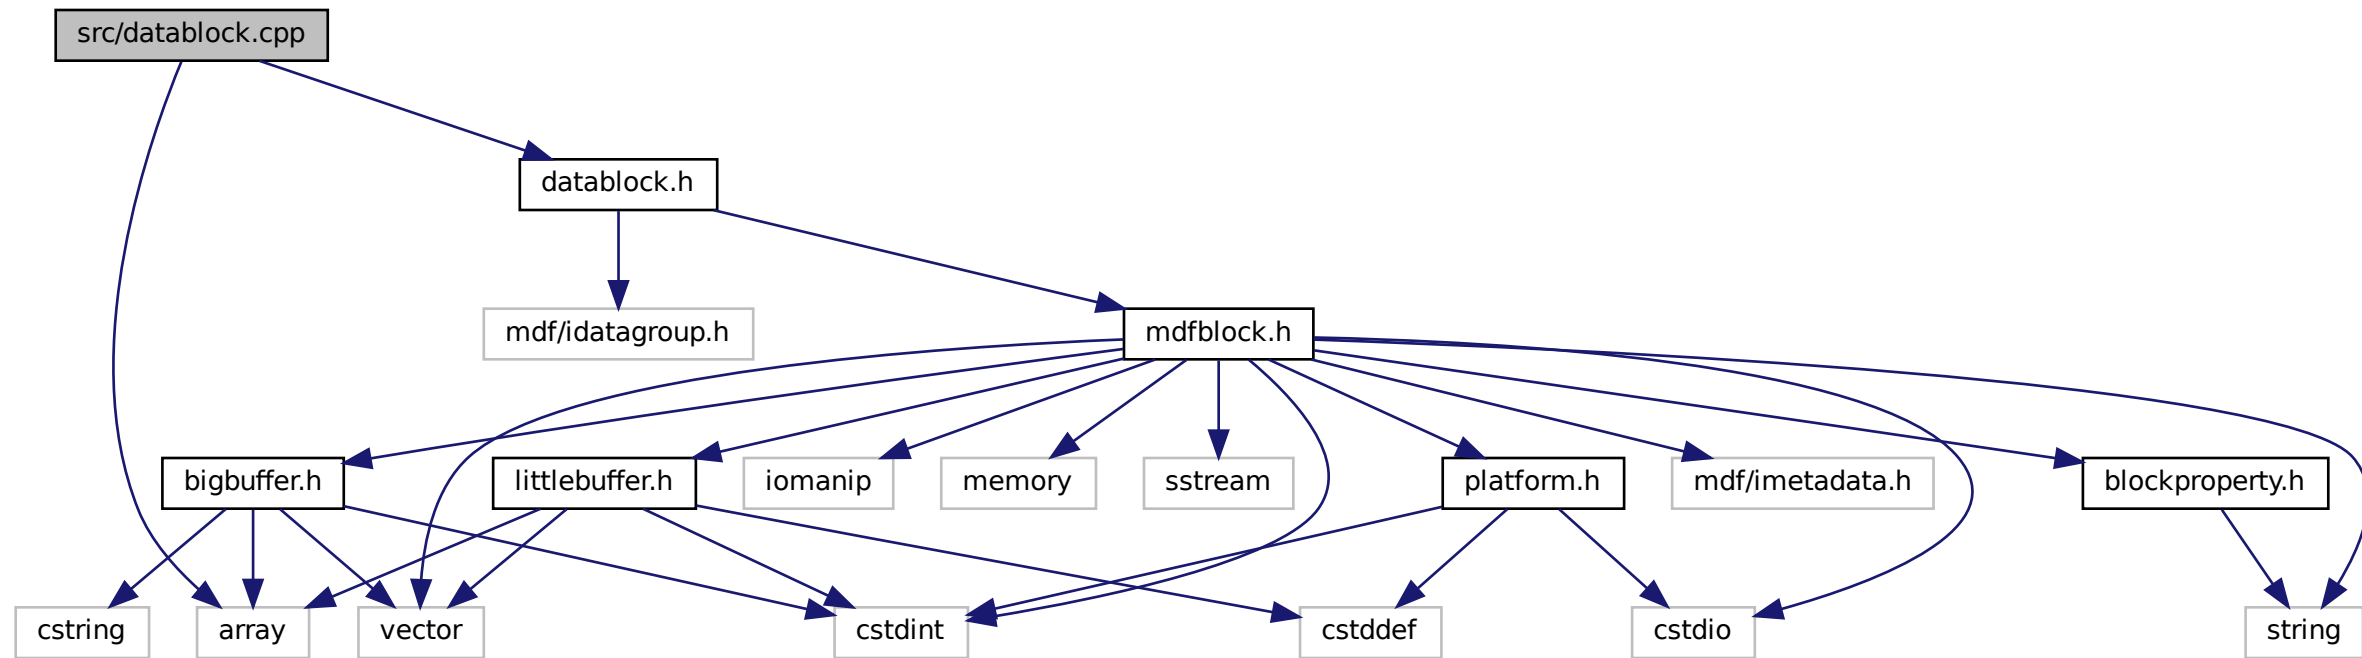 src/datablock.cpp
datablock.h
mdf/idatagroup.h
mdfblock.h
bigbuffer.h
littlebuffer.h
iomanip
memory
sstream
platform.h
mdf/imetadata.h
blockproperty.h
cstring
array
vector
cstdint
cstddef
cstdio
string